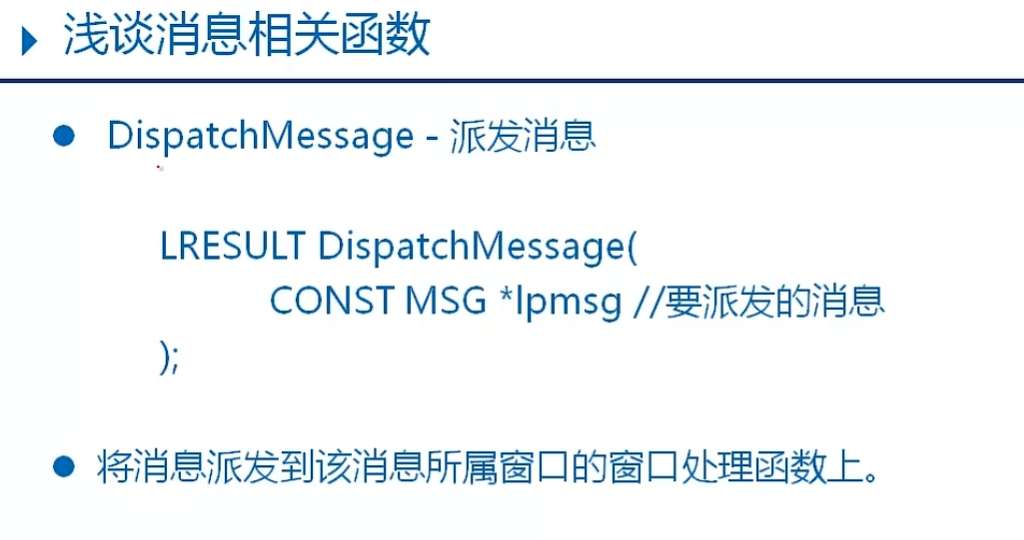 浅谈消息相关函数
DispatchMessage - 派发消息
LRESULT DispatchMessage(
CONST MSG *lpmsg //要派发的消息
);
将消息派发到该消息所属窗口的窗口处理函数上。